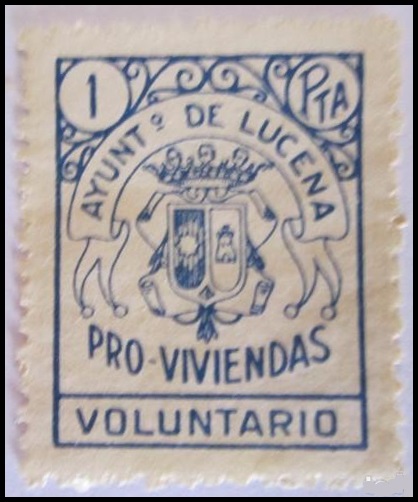 1 PTA
AYUNTº DE LUCENA
PRO-VIVIENDAS
VOLUNTARIO